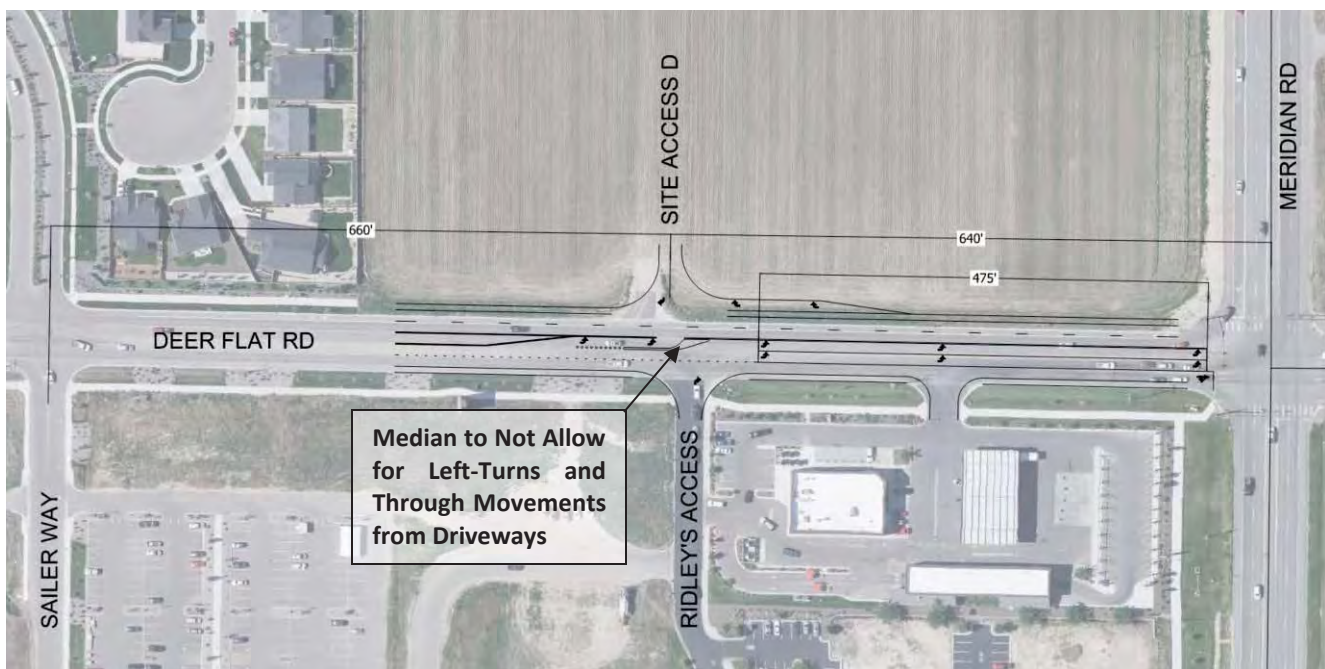 SITE ACCESS D
MERIDIAN RD
660'
640'
475'
DEER FLAT RD
Median to Not Allow
for Left-Turns and
Through Movements
from Driveways
SAILER WAY
RIDLEY'S ACCESS